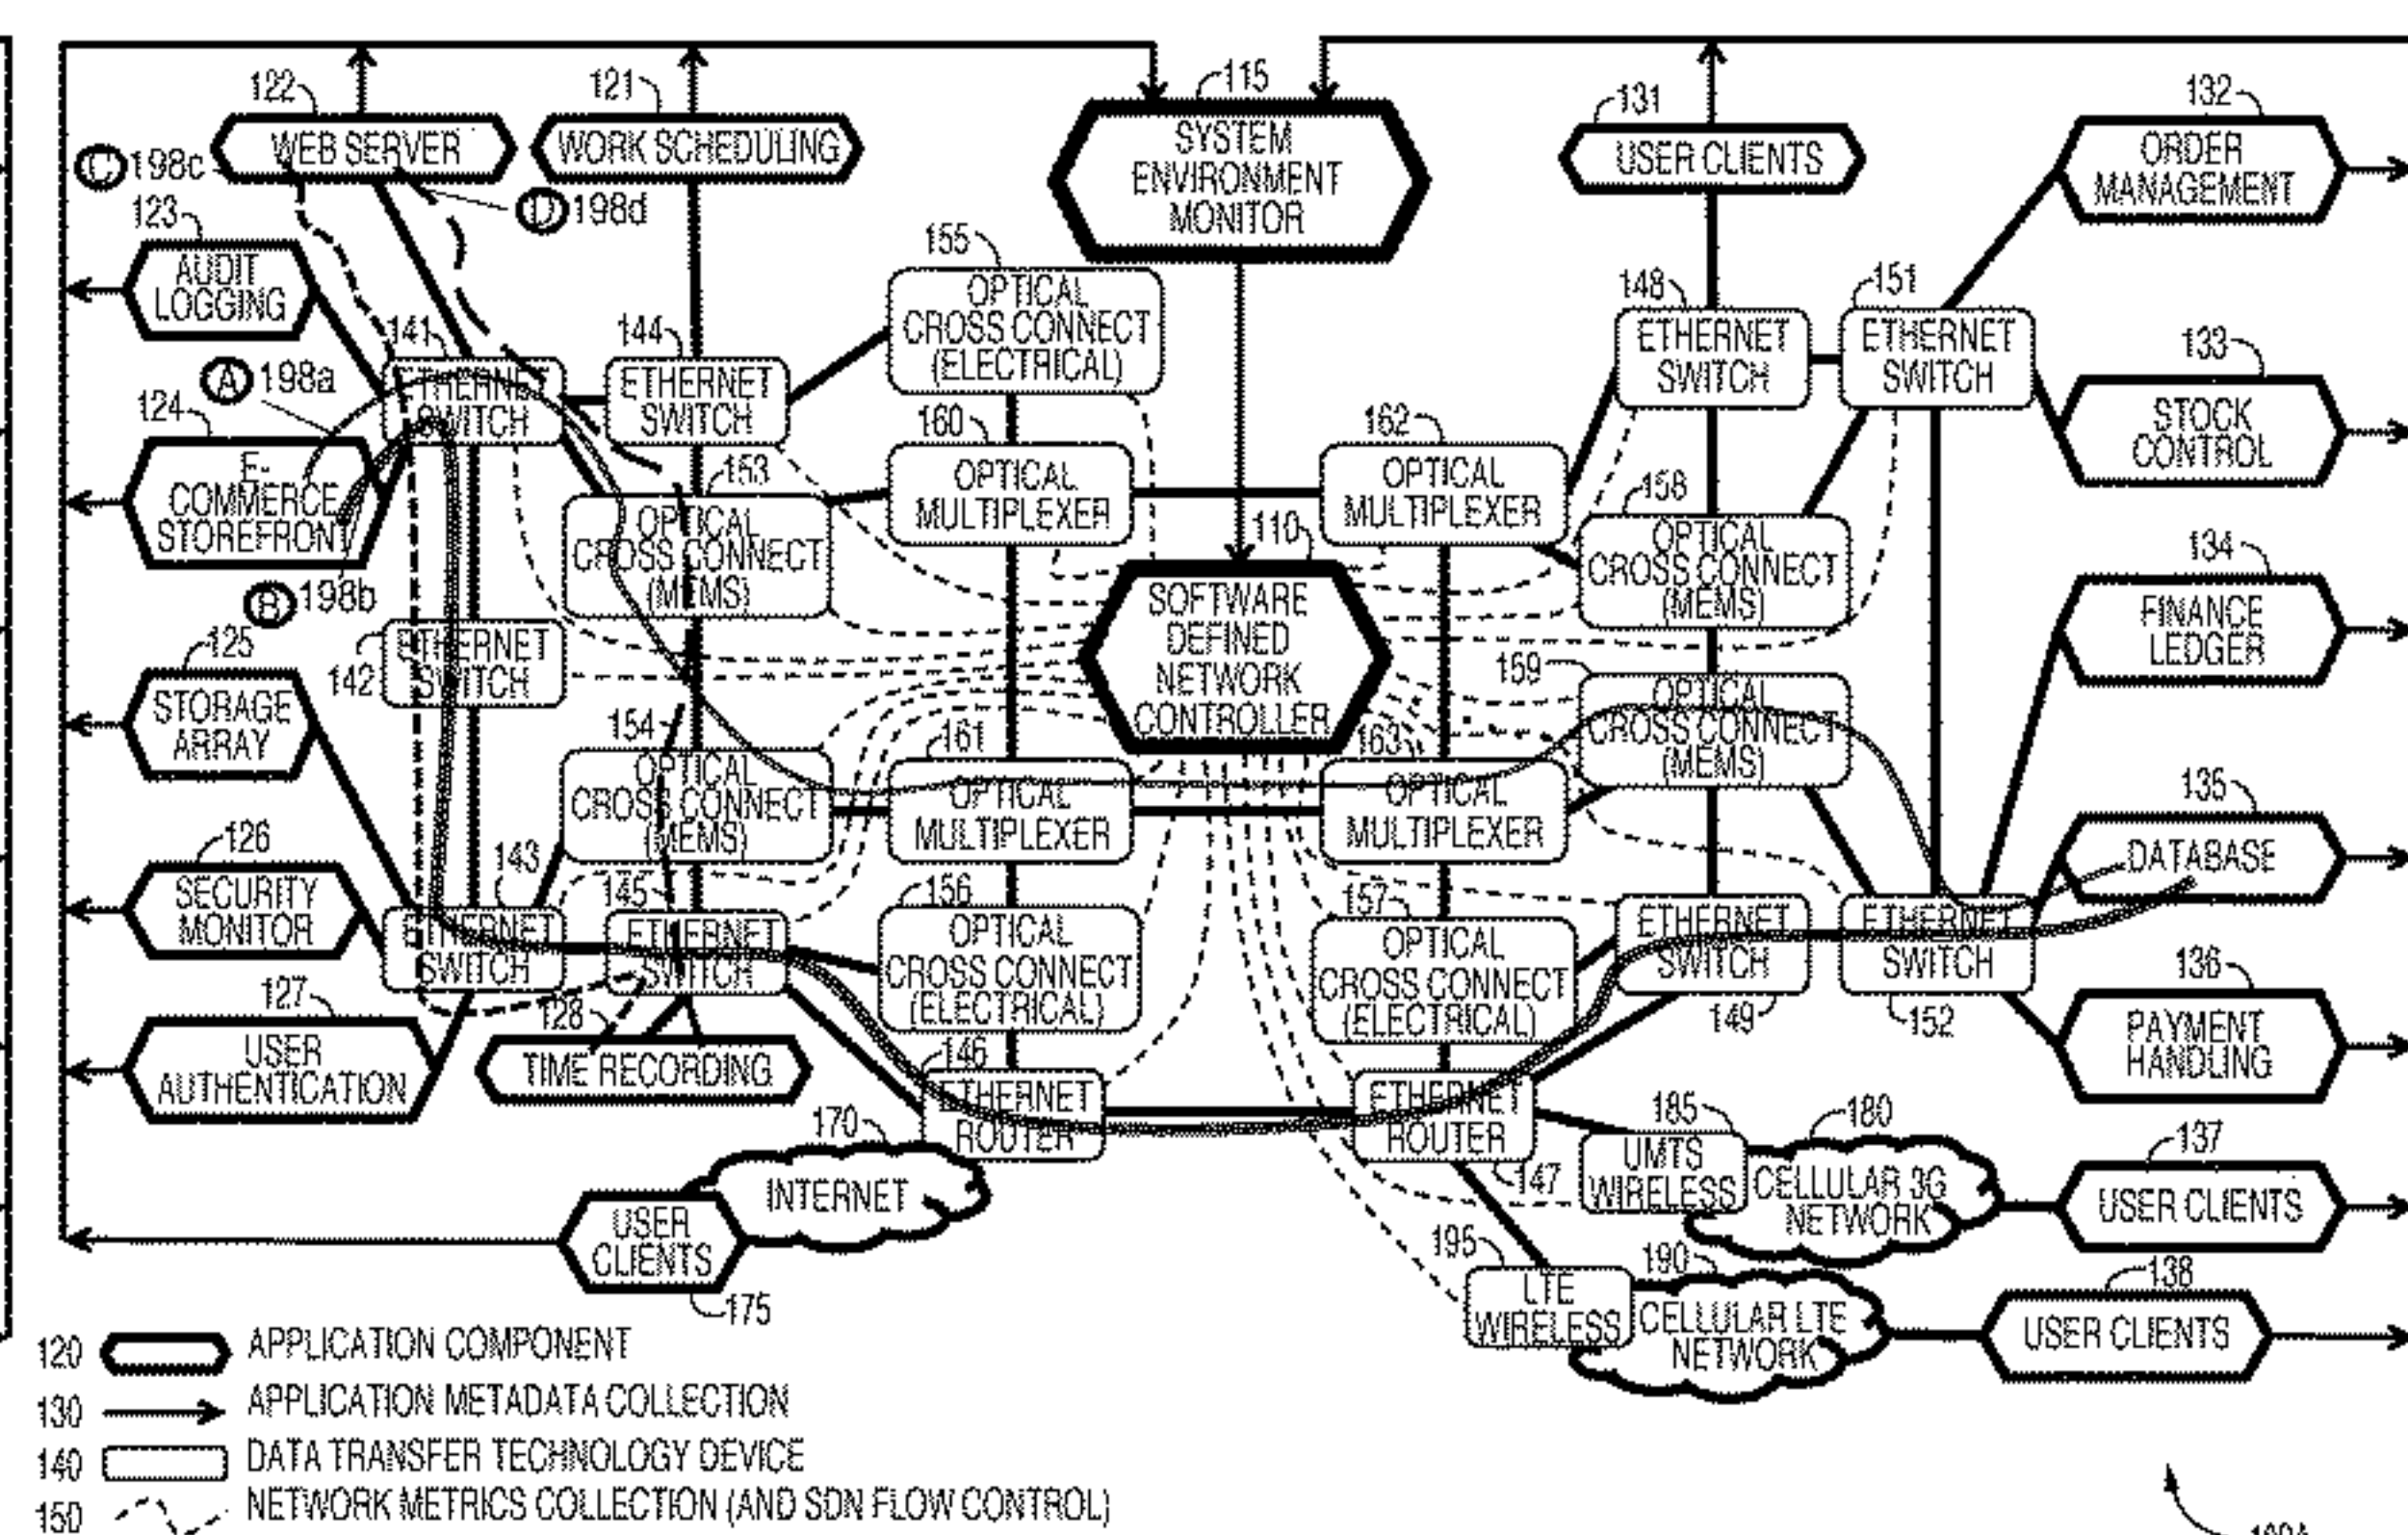 122
WEB SERVER
121
WORK SCHEDULING
115
SYSTEM
ENVIRONMENT
MONITOR
131
USER CLIENTS
132
ORDER
MANAGEMENT
C 198c
D 198d
123
AUDIT
LOGGING
155
OPTICAL
CROSS CONNECT
(ELECTRICAL)
141
ETHERNET
SWITCH
144
ETHERNET
SWITCH
148
ETHERNET
SWITCH
151
ETHERNET
SWITCH
133
STOCK
CONTROL
A 198a
124
E-
COMMERCE
STOREFRONT
B 198b
160
OPTICAL
MULTIPLEXER
162
OPTICAL
MULTIPLEXER
153
OPTICAL
CROSS CONNECT
(MEMS)
158
OPTICAL
CROSS CONNECT
(MEMS)
110
SOFTWARE
DEFINED
NETWORK
CONTROLLER
134
FINANCE
LEDGER
142
ETHERNET
SWITCH
125
STORAGE
ARRAY
159
OPTICAL
CROSS CONNECT
(MEMS)
154
OPTICAL
CROSS CONNECT
(MEMS)
161
OPTICAL
MULTIPLEXER
163
OPTICAL
MULTIPLEXER
135
DATABASE
126
SECURITY
MONITOR
143
ETHERNET
SWITCH
145
ETHERNET
SWITCH
156
OPTICAL
CROSS CONNECT
(ELECTRICAL)
157
OPTICAL
CROSS CONNECT
(ELECTRICAL)
ETHERNET
SWITCH
149
ETHERNET
SWITCH
152
136
PAYMENT
HANDLING
127
USER
AUTHENTICATION
128
TIME RECORDING
146
ETHERNET
ROUTER
ETHERNET
ROUTER
147
170
INTERNET
185
UMTS
WIRELESS
180
CELLULAR 3G
NETWORK
137
USER CLIENTS
USER
CLIENTS
175
195
LTE
WIRELESS
190
CELLULAR LTE
NETWORK
138
USER CLIENTS
120 APPLICATION COMPONENT
130 APPLICATION METADATA COLLECTION
140 DATA TRANSFER TECHNOLOGY DEVICE
150 NETWORK METRICS COLLECTION (AND SDN FLOW CONTROL)